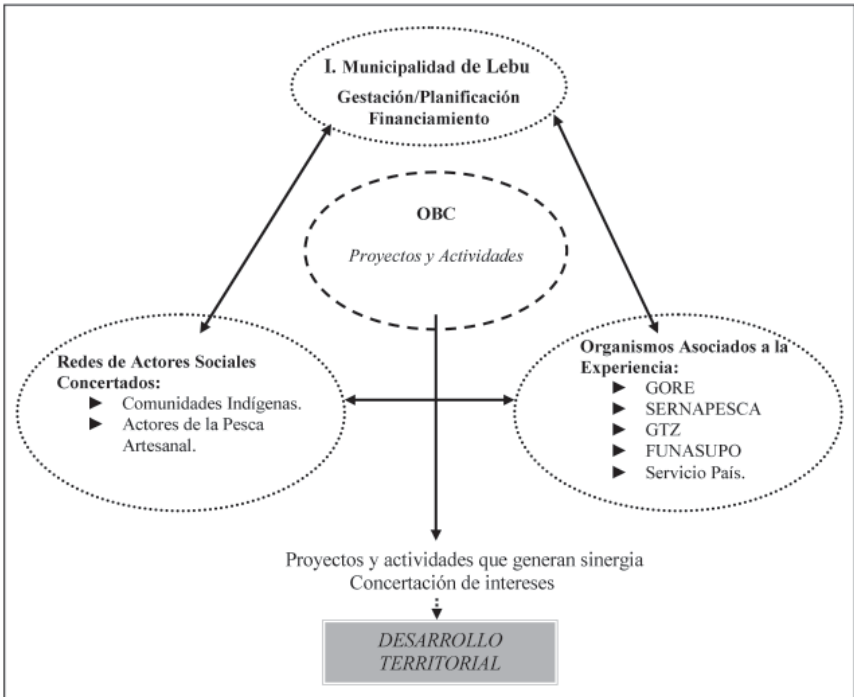 I. Municipalidad de Lebu
Gestación/Planificación
Financiamiento
OBC
Proyectos y Actividades
Redes de Actores Sociales
Concertados:
► Comunidades Indígenas.
► Actores de la Pesca
Artesanal.
Organismos Asociados a la
Experiencia:
► GORE
► SERNAPESCA
► GTZ
► FUNASUPO
► Servicio País.
Proyectos y actividades que generan sinergia
Concertación de intereses
DESARROLLO
TERRITORIAL